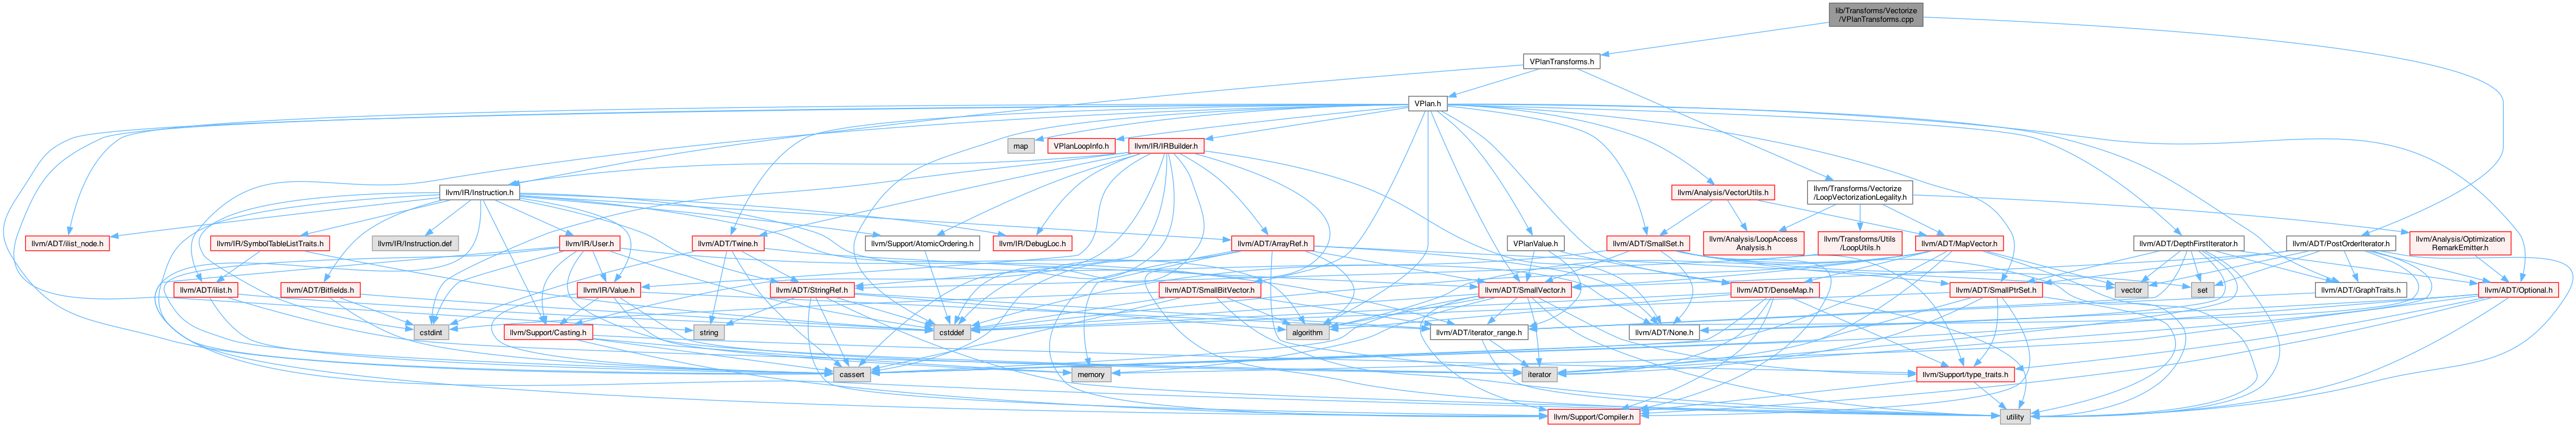 lib/Transforms/Vectorize
/VPlanTransforms.cpp
VPlanTransforms.h
VPlan.h
map
VPlanLoopInfo.h
llvm/IR/IRBuilder.h
llvm/IR/Instruction.h
llvm/Analysis/VectorUtils.h
llvm/Transforms/Vectorize
/LoopVectorizationLegality.h
llvm/ADT/ilist_node.h
llvm/IR/SymbolTableListTraits.h
llvm/IR/Instruction.def
llvm/IR/User.h
llvm/ADT/Twine.h
llvm/Support/AtomicOrdering.h
llvm/IR/DebugLoc.h
llvm/ADT/ArrayRef.h
VPlanValue.h
llvm/ADT/SmallSet.h
llvm/Analysis/LoopAccess
Analysis.h
llvm/Transforms/Utils
/LoopUtils.h
llvm/ADT/MapVector.h
llvm/ADT/DepthFirstIterator.h
llvm/ADT/PostOrderIterator.h
llvm/Analysis/Optimization
RemarkEmitter.h
llvm/ADT/ilist.h
llvm/ADT/Bitfields.h
llvm/IR/Value.h
llvm/ADT/StringRef.h
llvm/ADT/SmallBitVector.h
llvm/ADT/SmallVector.h
llvm/ADT/DenseMap.h
llvm/ADT/SmallPtrSet.h
vector
set
llvm/ADT/GraphTraits.h
llvm/ADT/Optional.h
cstdint
llvm/Support/Casting.h
string
cstddef
algorithm
llvm/ADT/iterator_range.h
llvm/ADT/None.h
cassert
memory
iterator
llvm/Support/type_traits.h
llvm/Support/Compiler.h
utility